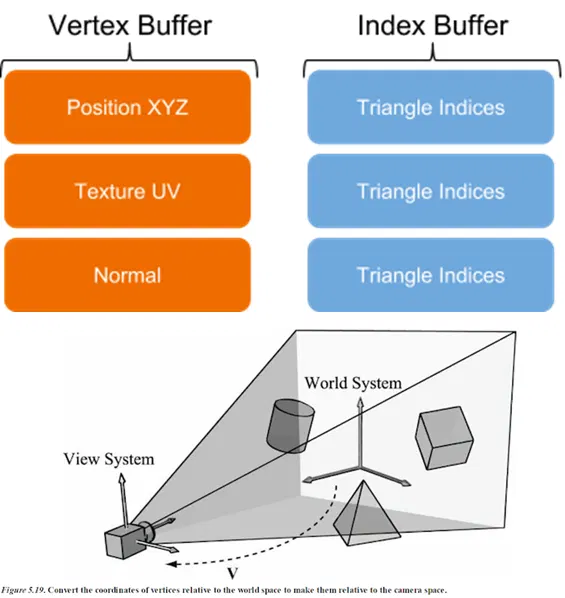 Vertex Buffer
Index Buffer
Position XYZ
Triangle Indices
Texture UV
Triangle Indices
Normal
Triangle Indices
World System
View System
V
Figure 5.19. Convert the coordinates of vertices relative to the world space to make them relative to the camera space.